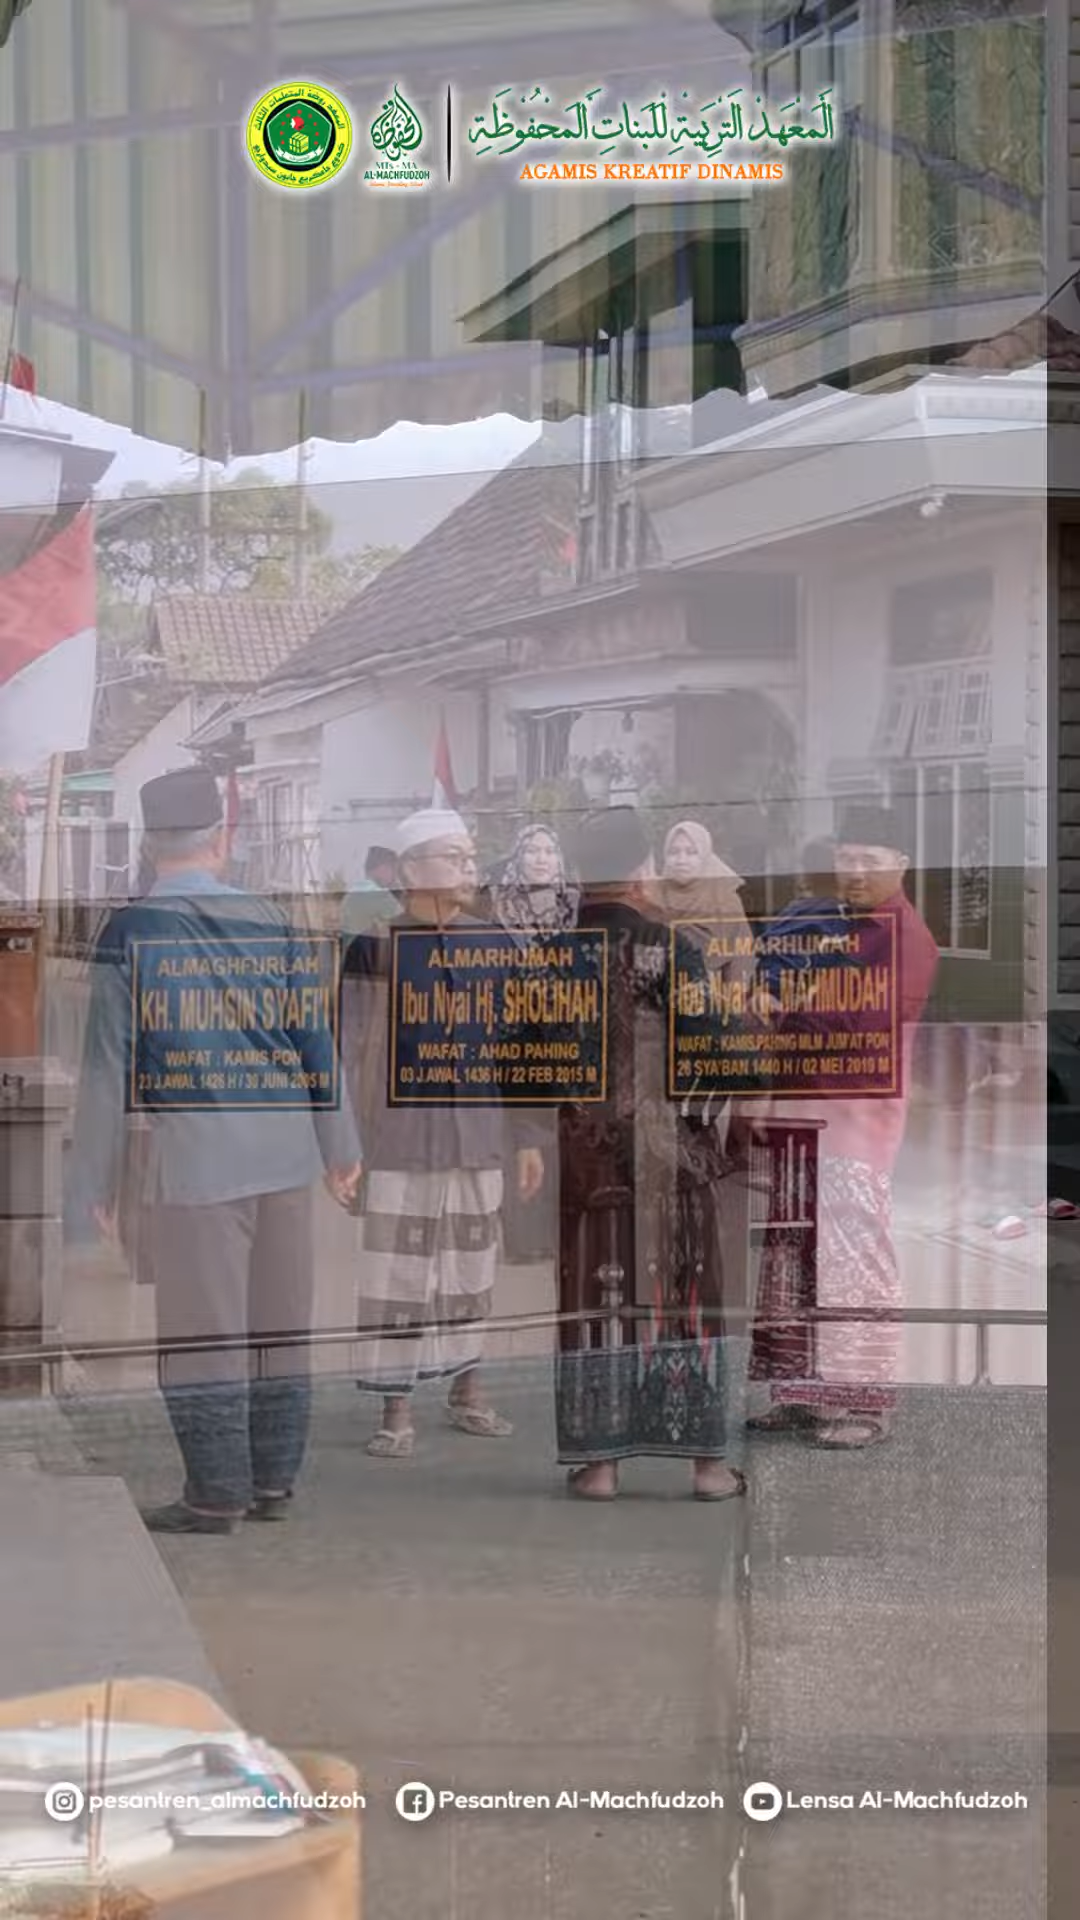 المعهد التربية للبنات المحفوظة
MTs - MA
AL-MACHFUDZOH
AGAMIS KREATIF DINAMIS
ALMAGHFURLAH
KH. MUHSIN SYAFI'I
WAFAT : KAMIS PON
23 J.AWAL 1426 H / 30 JUNI 2005 M
ALMARHUMAH
Ibu Nyai Hj. SHOLIHAH
WAFAT : AHAD PAHING
03 J.AWAL 1436 H / 22 FEB 2015 M
ALMARHUMAH
Ibu Nyai Hj. MAHMUDAH
WAFAT : KAMIS.PAHING MLM JUM'AT PON
26 SYA'BAN 1440 H / 02 MEI 2019 M
pesantren_almachfudzoh
Pesantren Al-Machfudzoh
Lensa Al-Machfudzoh